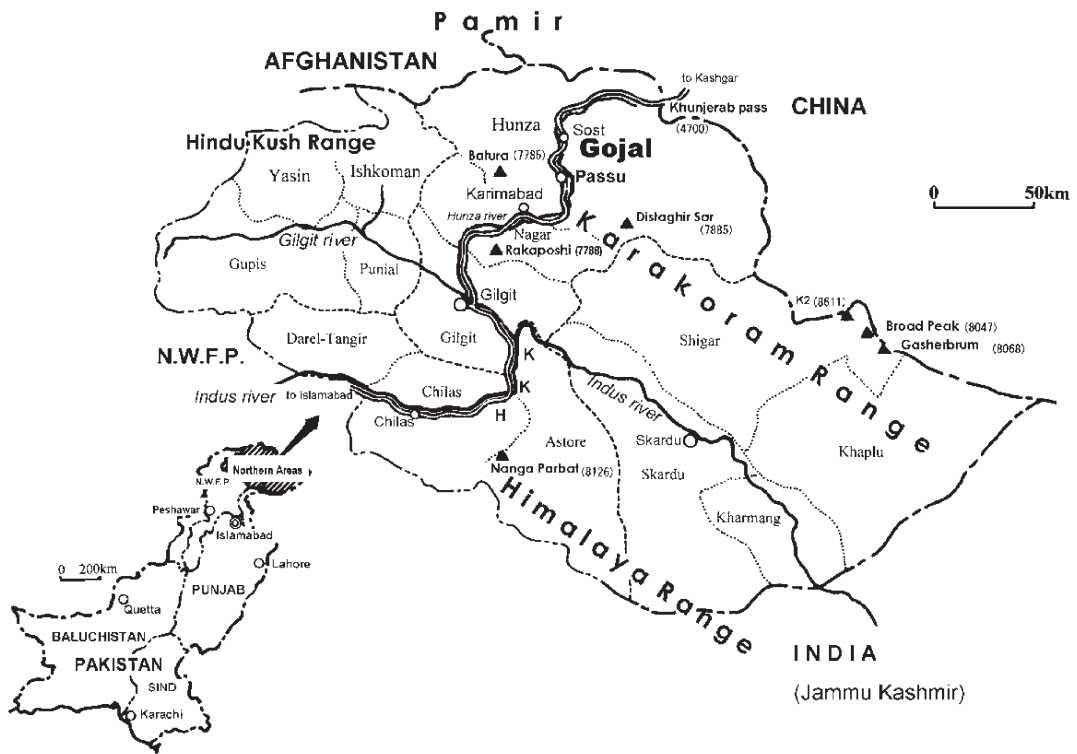 Pamir
AFGHANISTAN
to Kashgar
Khunjerab pass
(4700)
CHINA
Hunza
Sost
Gojal
Hindu Kush Range
Batura (7785)
Passu
Yasin
Ishkoman
Karimabad
0 50km
Hunza river
Nagar
Distaghir Sar
(7885)
Gilgit river
Rakaposhi (7788)
Karakoram Range
Gupis
Punial
Gilgit
K2 (8611)
Broad Peak (8047)
Gasherbrum
(8068)
Darel-Tangir
Gilgit
Shigar
N.W.F.P.
K
K
H
Indus river
to Islamabad
Chilas
Chilas
Indus river
Astore
Skardu
Skardu
Khaplu
Nanga Parbat (8126)
Kharmang
Himalaya Range
INDIA
(Jammu Kashmir)
Northern Areas
N.W.F.P
Peshawar
Islamabad
0 200km
Lahore
PUNJAB
Quetta
BALUCHISTAN
PAKISTAN
SIND
Karachi